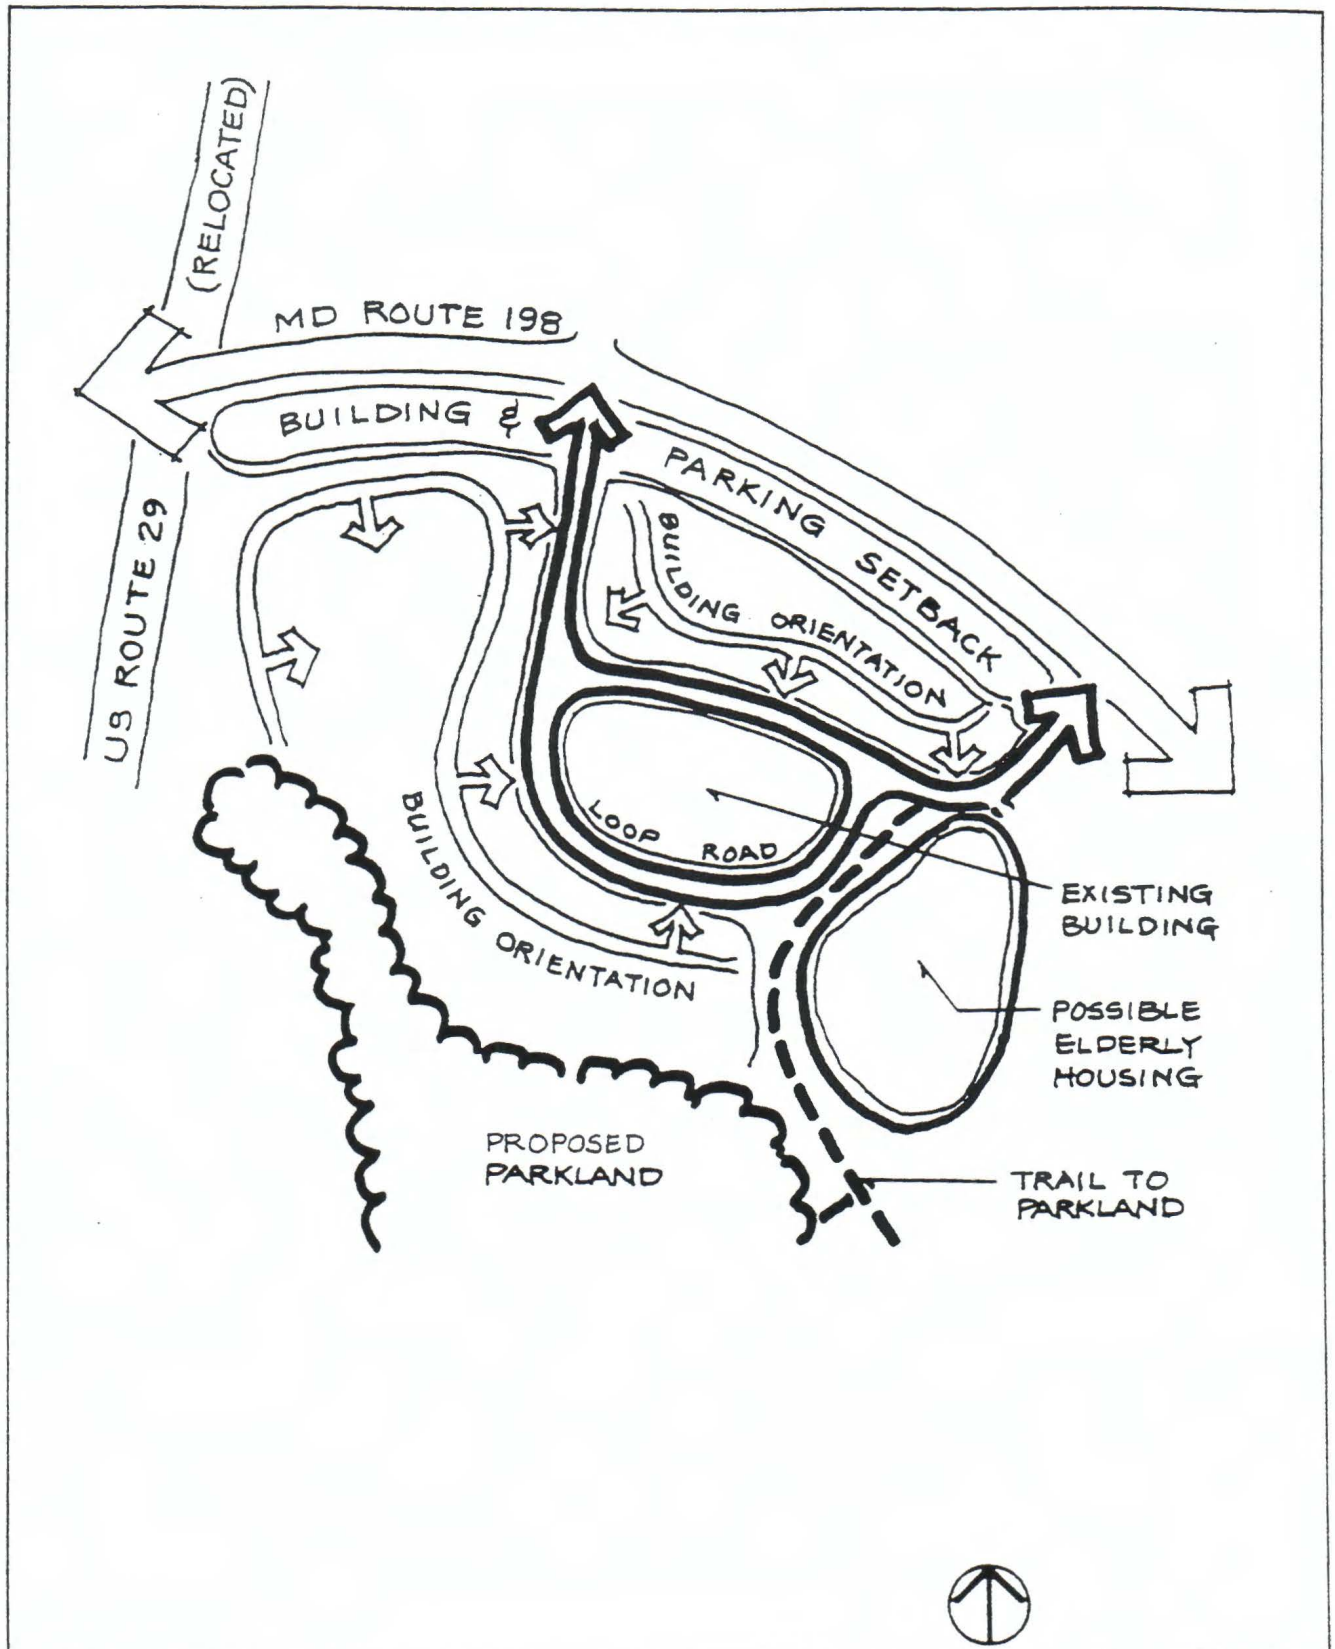 (RELOCATED)
MD ROUTE 198
BUILDING &
PARKING SETBACK
US ROUTE 29
BUILDING ORIENTATION
LOOP ROAD
BUILDING ORIENTATION
EXISTING
BUILDING
POSSIBLE
ELDERLY
HOUSING
PROPOSED
PARKLAND
TRAIL TO
PARKLAND